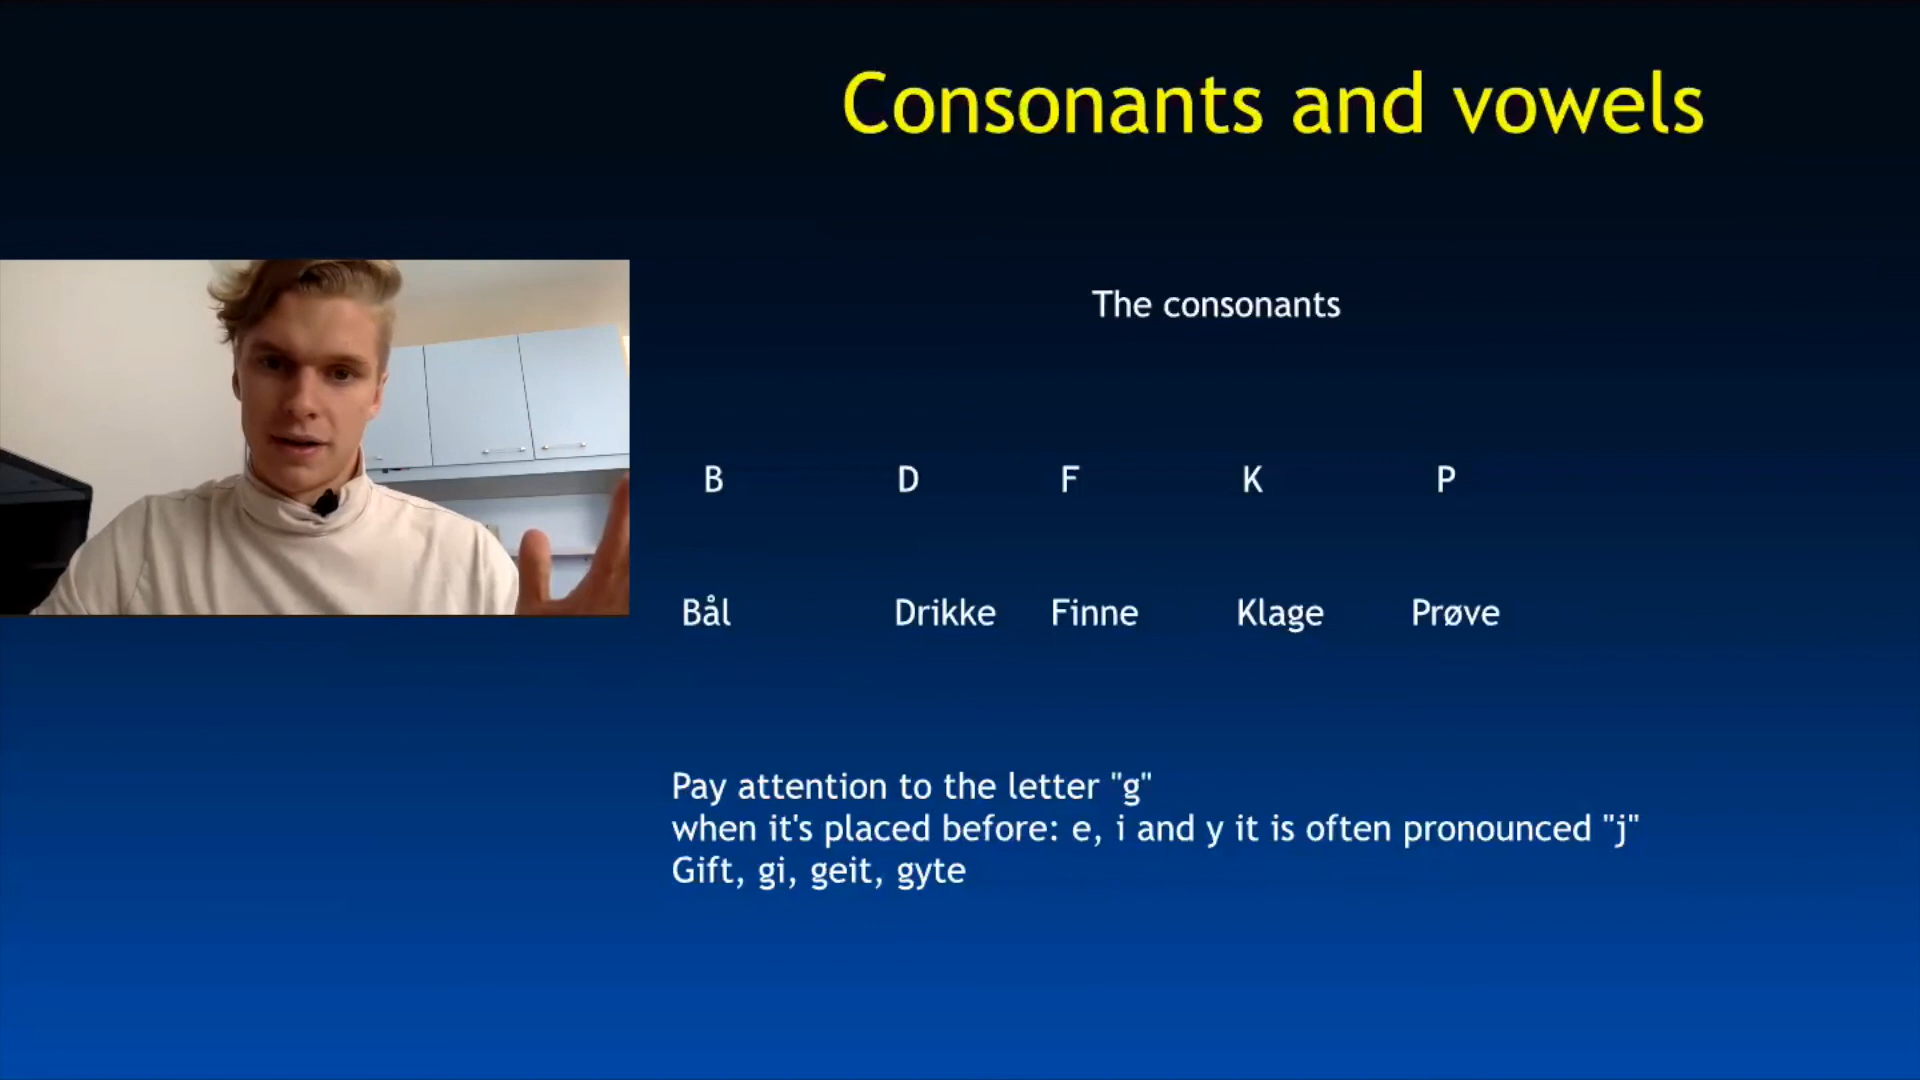 Consonants and vowels
The consonants
B D F K P
Bål Drikke Finne Klage Prøve
Pay attention to the letter "g"
when it's placed before: e, i and y it is often pronounced "j"
Gift, gi, geit, gyte